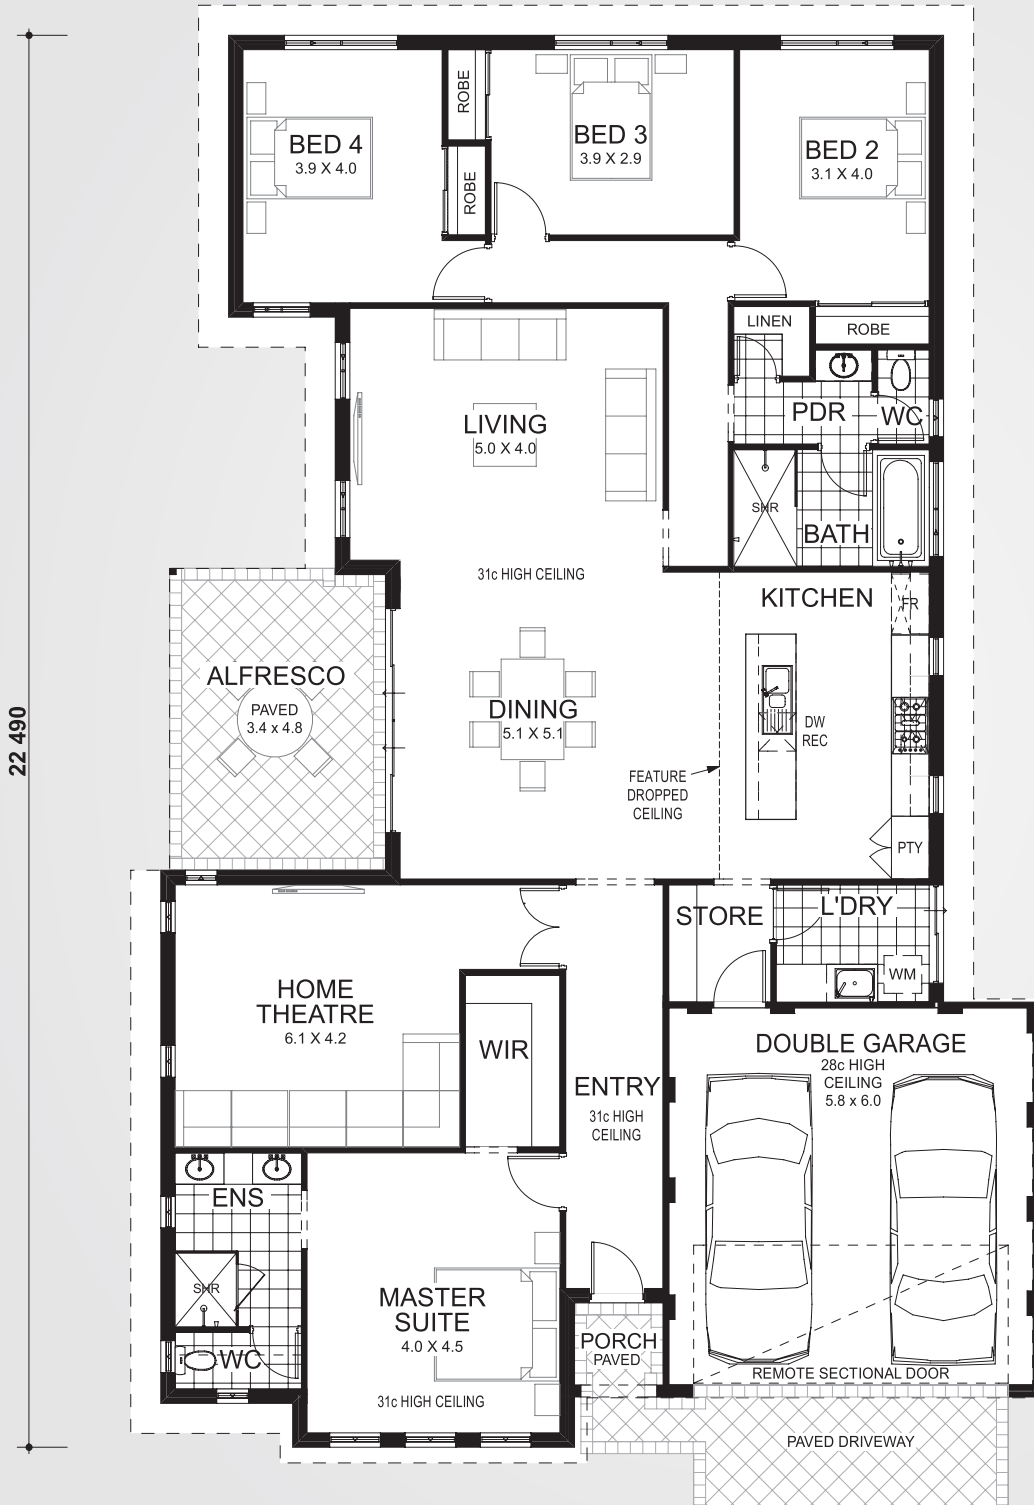 BED 4
3.9 X 4.0
ROBE
ROBE
BED 3
3.9 X 2.9
BED 2
3.1 X 4.0
LINEN
ROBE
PDR
WC
SHR
BATH
LIVING
5.0 X 4.0
31c HIGH CEILING
KITCHEN
FR
ALFRESCO
PAVED
3.4 x 4.8
DINING
5.1 X 5.1
DW
REC
FEATURE
DROPPED
CEILING
PTY
22 490
STORE
L'DRY
WM
HOME
THEATRE
6.1 X 4.2
WIR
ENTRY
31c HIGH
CEILING
DOUBLE GARAGE
28c HIGH
CEILING
5.8 x 6.0
ENS
SHR
WC
MASTER
SUITE
4.0 X 4.5
31c HIGH CEILING
PORCH
PAVED
REMOTE SECTIONAL DOOR
PAVED DRIVEWAY